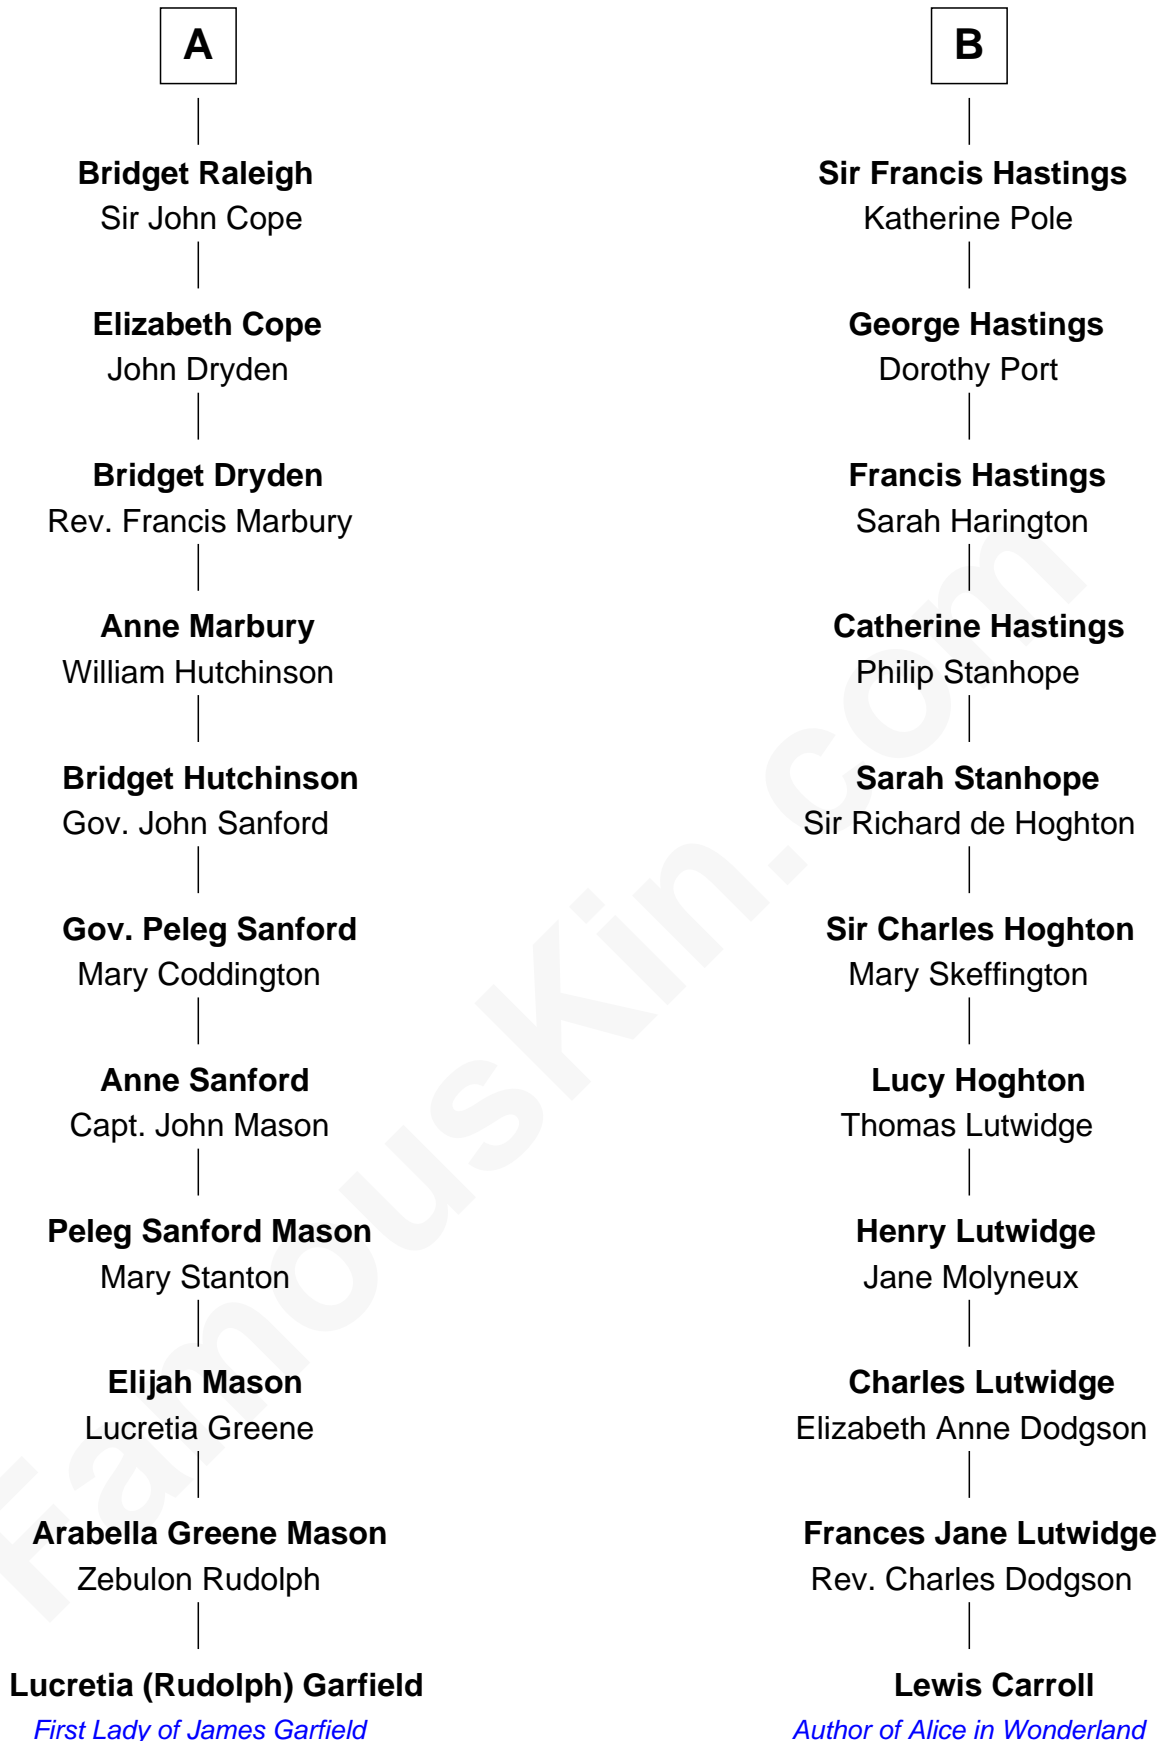 A
Bridget Raleigh
Sir John Cope
Elizabeth Cope
John Dryden
Bridget Dryden
Rev. Francis Marbury
Anne Marbury
William Hutchinson
Bridget Hutchinson
Gov. John Sanford
Gov. Peleg Sanford
Mary Coddington
Anne Sanford
Capt. John Mason
Peleg Sanford Mason
Mary Stanton
Elijah Mason
Lucretia Greene
Arabella Greene Mason
Zebulon Rudolph
Lucretia (Rudolph) Garfield
First Lady of James Garfield
B
Sir Francis Hastings
Katherine Pole
George Hastings
Dorothy Port
Francis Hastings
Sarah Harington
Catherine Hastings
Philip Stanhope
Sarah Stanhope
Sir Richard de Hoghton
Sir Charles Hoghton
Mary Skeffington
Lucy Hoghton
Thomas Lutwidge
Henry Lutwidge
Jane Molyneux
Charles Lutwidge
Elizabeth Anne Dodgson
Frances Jane Lutwidge
Rev. Charles Dodgson
Lewis Carroll
Author of Alice in Wonderland
FamousKin.com